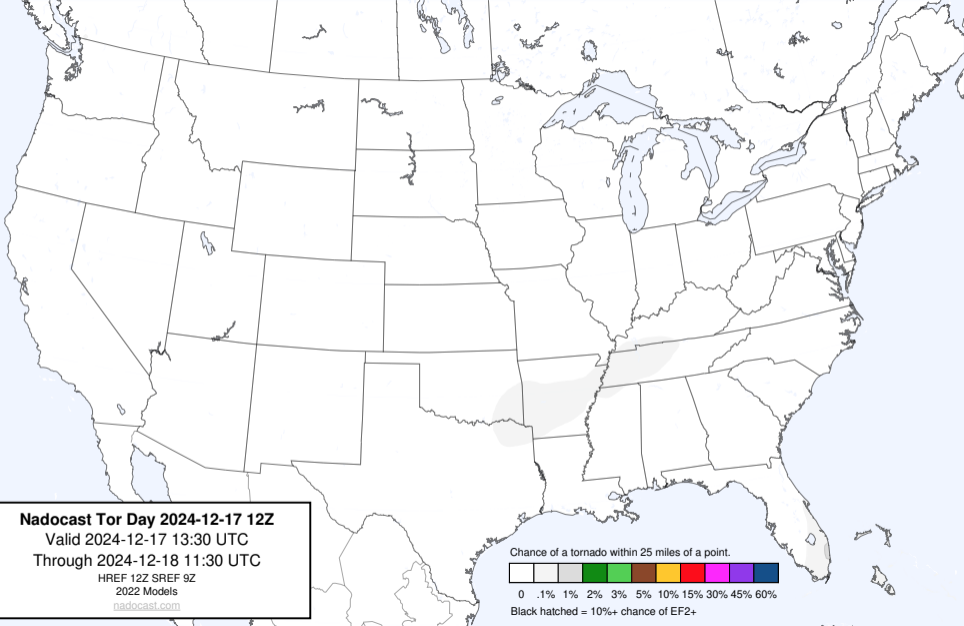 Nadocast Tor Day 2024-12-17 12Z
Valid 2024-12-17 13:30 UTC
Through 2024-12-18 11:30 UTC
HREF 12Z SREF 9Z
2022 Models
nadocast.com
Chance of a tornado within 25 miles of a point.
0 .1% 1% 2% 3% 5% 10% 15% 30% 45% 60%
Black hatched = 10%+ chance of EF2+